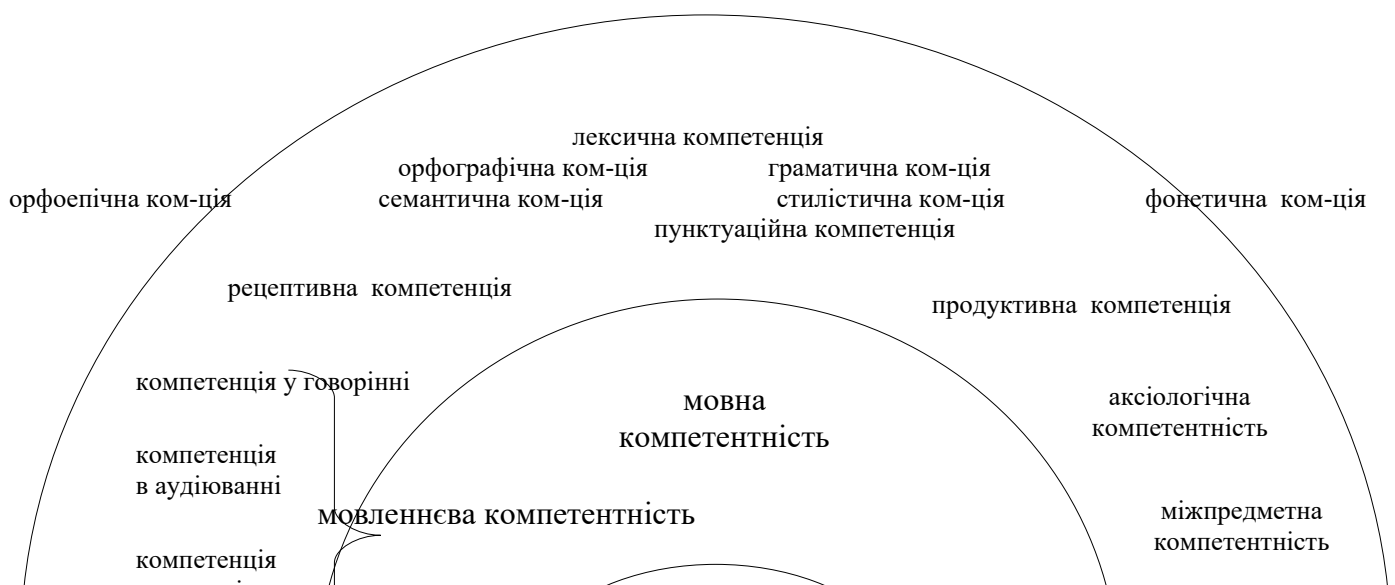 лексична компетенція
орфографічна ком-ція граматична ком-ція
орфоепічна ком-ція семантична ком-ція стилістична ком-ція фонетична ком-ція
пунктуаційна компетенція
рецептивна компетенція
продуктивна компетенція
компетенція у говорінні
мовна
компетентність
аксіологічна
компетентність
компетенція
в аудіюванні
мовленнєва компетентність
міжпредметна
компетентність
компетенція